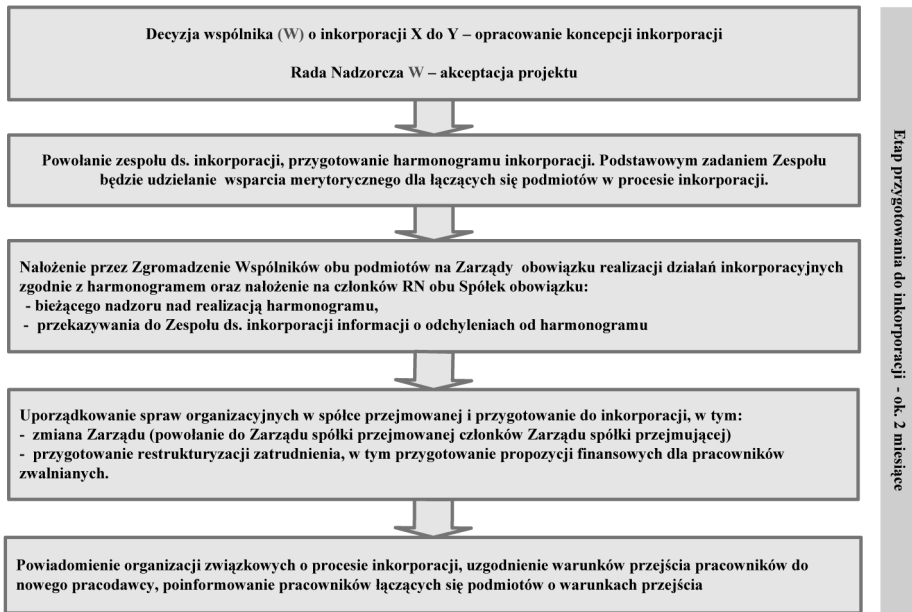 Decyzja wspólnika (W) o inkorporacji X do Y – opracowanie koncepcji inkorporacji
Rada Nadzorcza W – akceptacja projektu
Powołanie zespołu ds. inkorporacji, przygotowanie harmonogramu inkorporacji. Podstawowym zadaniem Zespołu
będzie udzielanie wsparcia merytorycznego dla łączących się podmiotów w procesie inkorporacji.
Nałożenie przez Zgromadzenie Wspólników obu podmiotów na Zarządy obowiązku realizacji działań inkorporacyjnych
zgodnie z harmonogramem oraz nałożenie na członków RN obu Spółek obowiązku:
- bieżącego nadzoru nad realizacją harmonogramu,
- przekazywania do Zespołu ds. inkorporacji informacji o odchyleniach od harmonogramu
Uporządkowanie spraw organizacyjnych w spółce przejmowanej i przygotowanie do inkorporacji, w tym:
- zmiana Zarządu (powołanie do Zarządu spółki przejmowanej członków Zarządu spółki przejmującej)
- przygotowanie restrukturyzacji zatrudnienia, w tym przygotowanie propozycji finansowych dla pracowników
zwalnianych.
Powiadomienie organizacji związkowych o procesie inkorporacji, uzgodnienie warunków przejścia pracowników do
nowego pracodawcy, poinformowanie pracowników łączących się podmiotów o warunkach przejścia
Etap przygotowania do inkorporacji - ok. 2 miesiące